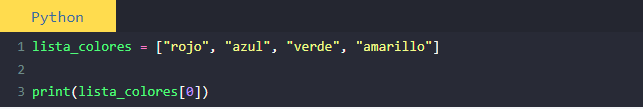 Python
1 lista_colores = ["rojo", "azul", "verde", "amarillo"]
2
3 print(lista_colores[0])